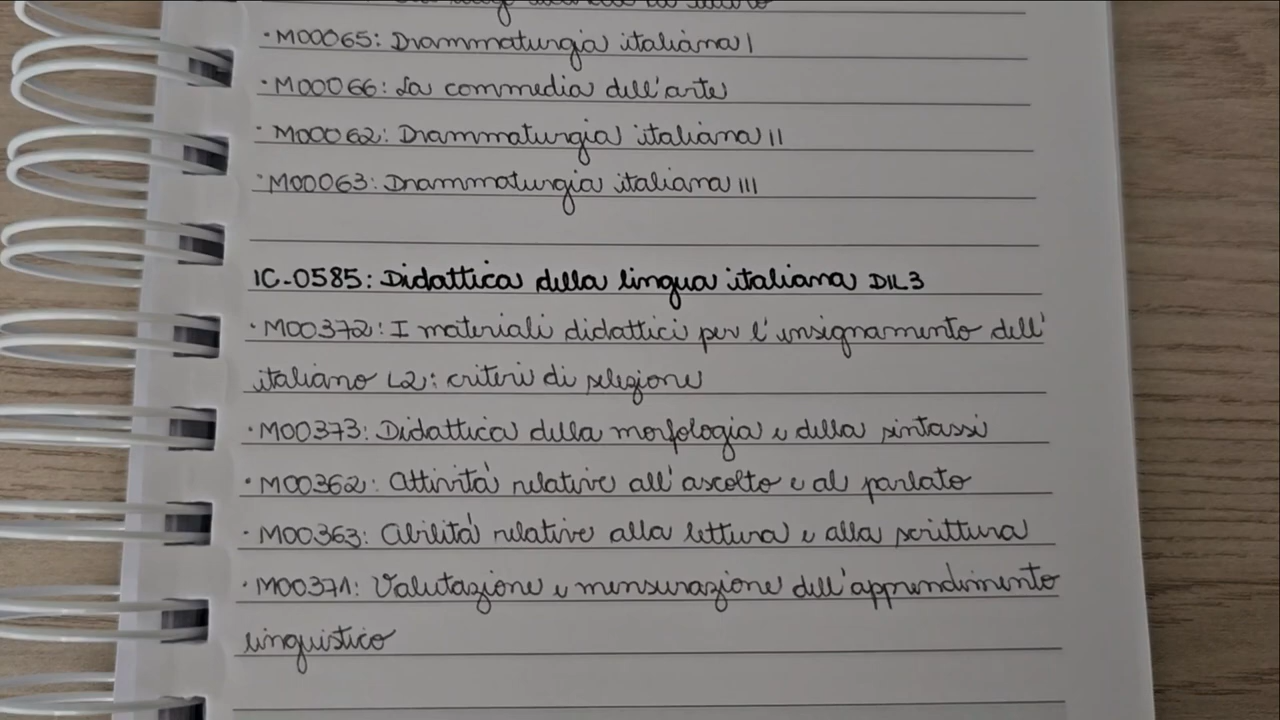 · M00065: Drammaturgia italiana I
· M00066: La commedia dell'arte
· M00062: Drammaturgia italiana II
· M00063: Drammaturgia italiana III
IC-0585: Didattica della lingua italiana DIL3
· M00372: I materiali didattici per l'insegnamento dell'
italiano L2: criteri di selezione
· M00373: Didattica della morfologia e della sintassi
· M00362: Attività relative all'ascolto e al parlato
· M00363: Abilità relative alla lettura e alla scrittura
· M00371: Valutazione e mensurazione dell'apprendimento
linguistico